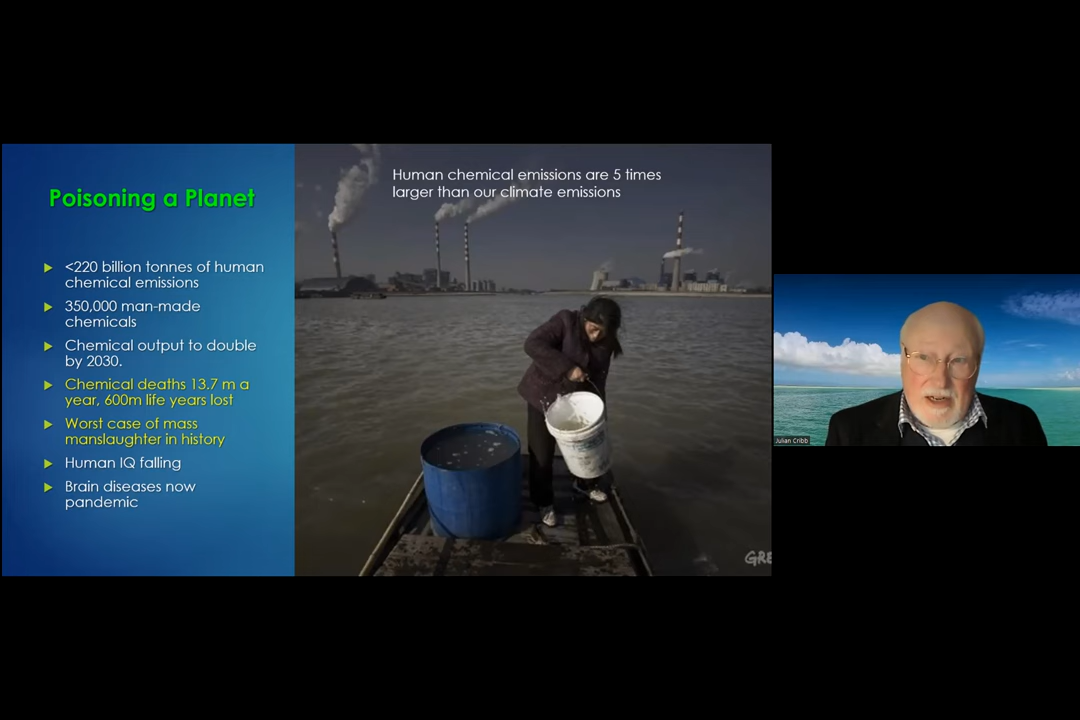 Poisoning a Planet
<220 billion tonnes of human
chemical emissions
350,000 man-made
chemicals
Chemical output to double
by 2030.
Chemical deaths 13.7 m a
year, 600m life years lost
Worst case of mass
manslaughter in history
Human IQ falling
Brain diseases now
pandemic
Human chemical emissions are 5 times
larger than our climate emissions
GRE
Julian Cribb